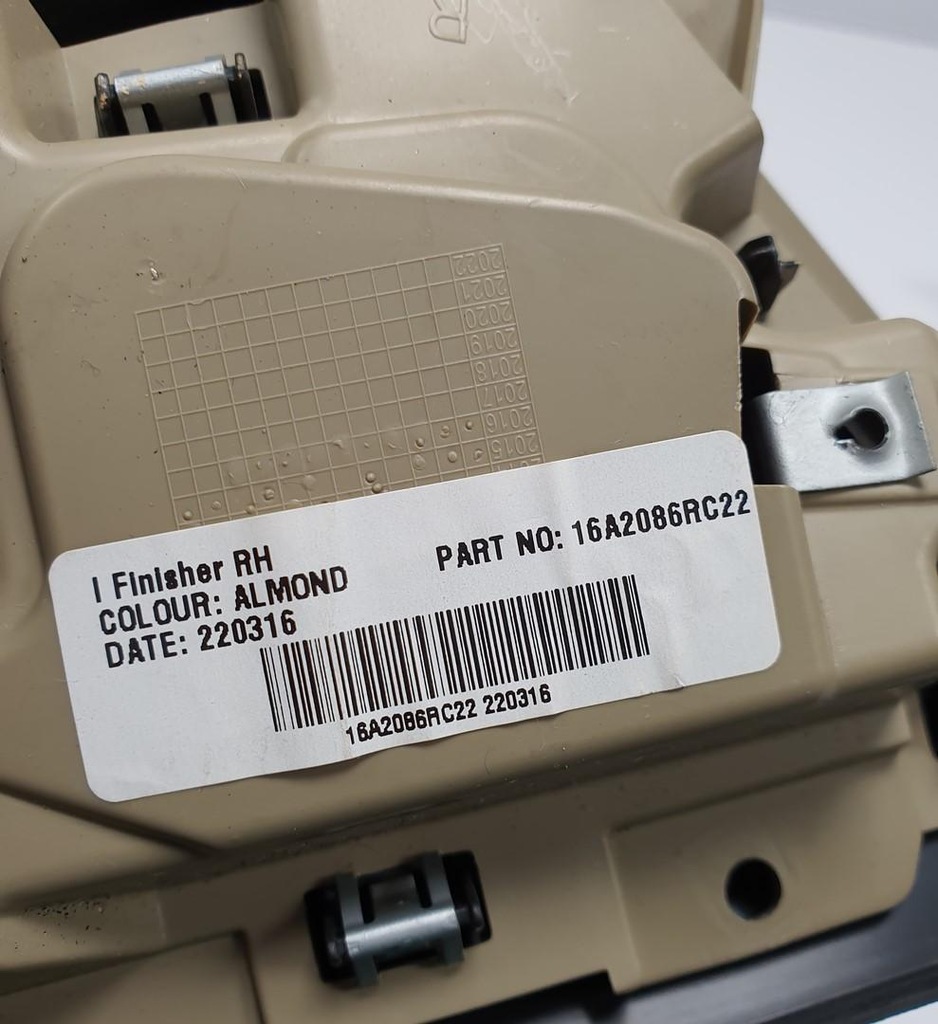 2022
2021
2020
2019
2018
2017
2016
2015
I Finisher RH
COLOUR: ALMOND
DATE: 220316
PART NO: 16A2086RC22
16A2086RC22 220316